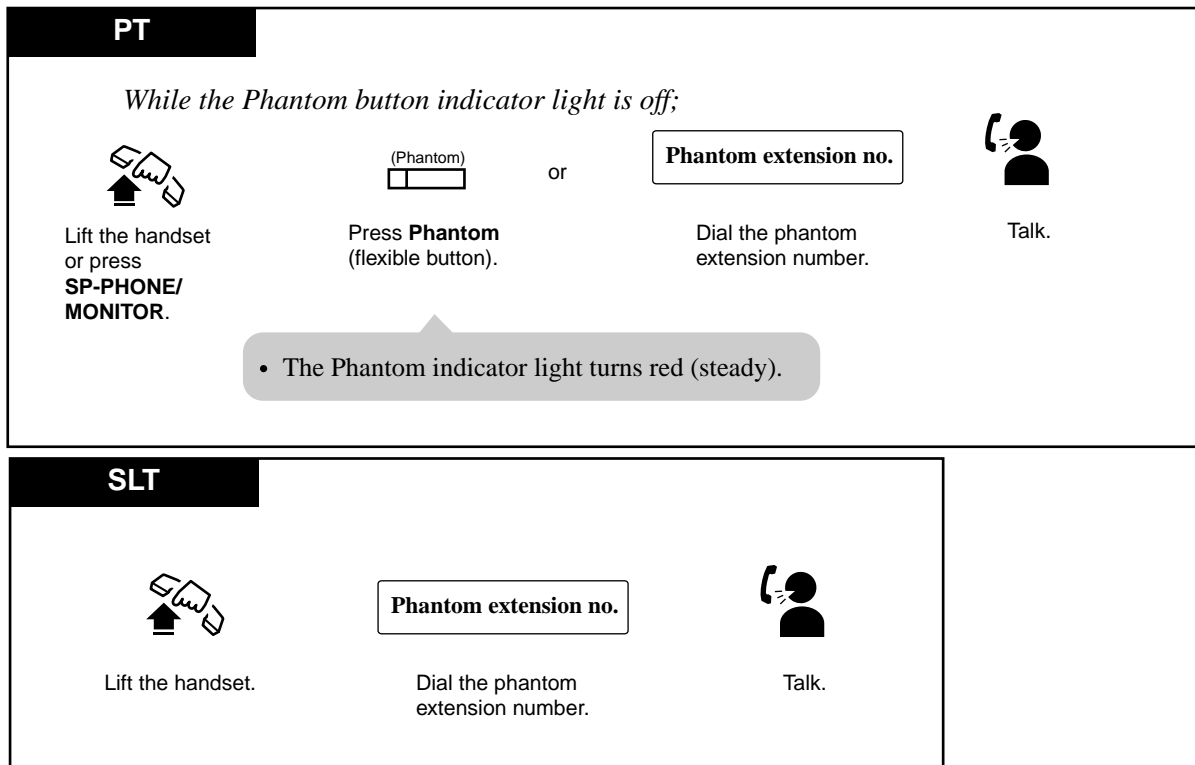 PT
While the Phantom button indicator light is off;
(Phantom)
or
Phantom extension no.
Lift the handset
or press
SP-PHONE/
MONITOR.
Press Phantom
(flexible button).
Dial the phantom
extension number.
Talk.
• The Phantom indicator light turns red (steady).
SLT
Phantom extension no.
Lift the handset.
Dial the phantom
extension number.
Talk.